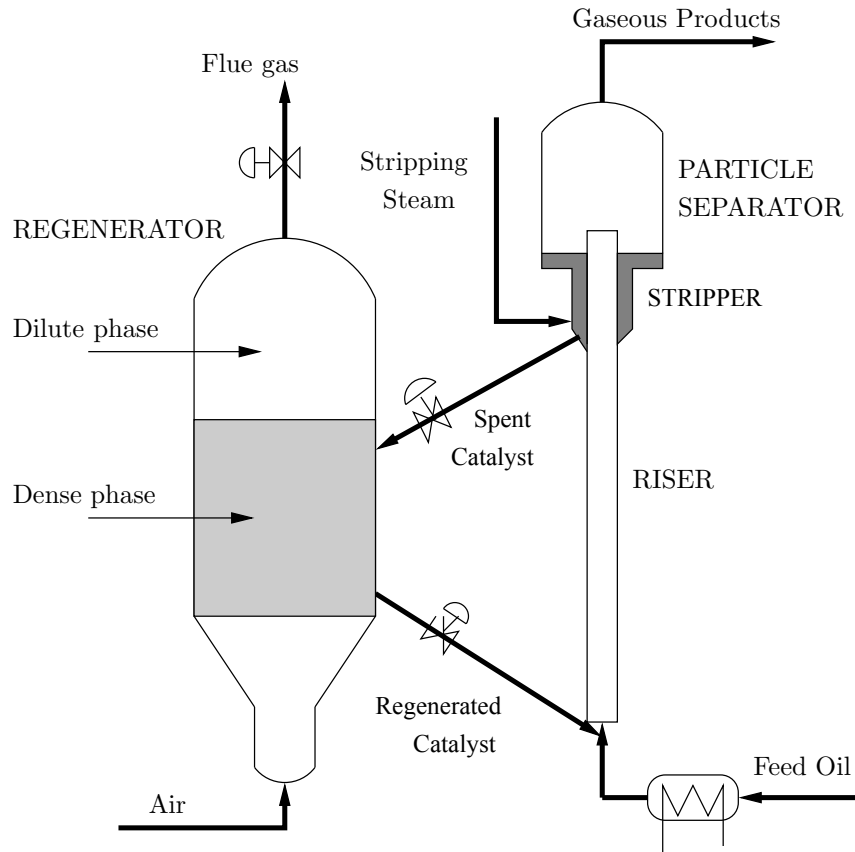 Gaseous Products
Flue gas
Stripping
Steam
PARTICLE
SEPARATOR
REGENERATOR
STRIPPER
Dilute phase
Spent
Catalyst
RISER
Dense phase
Regenerated
Catalyst
Feed Oil
Air